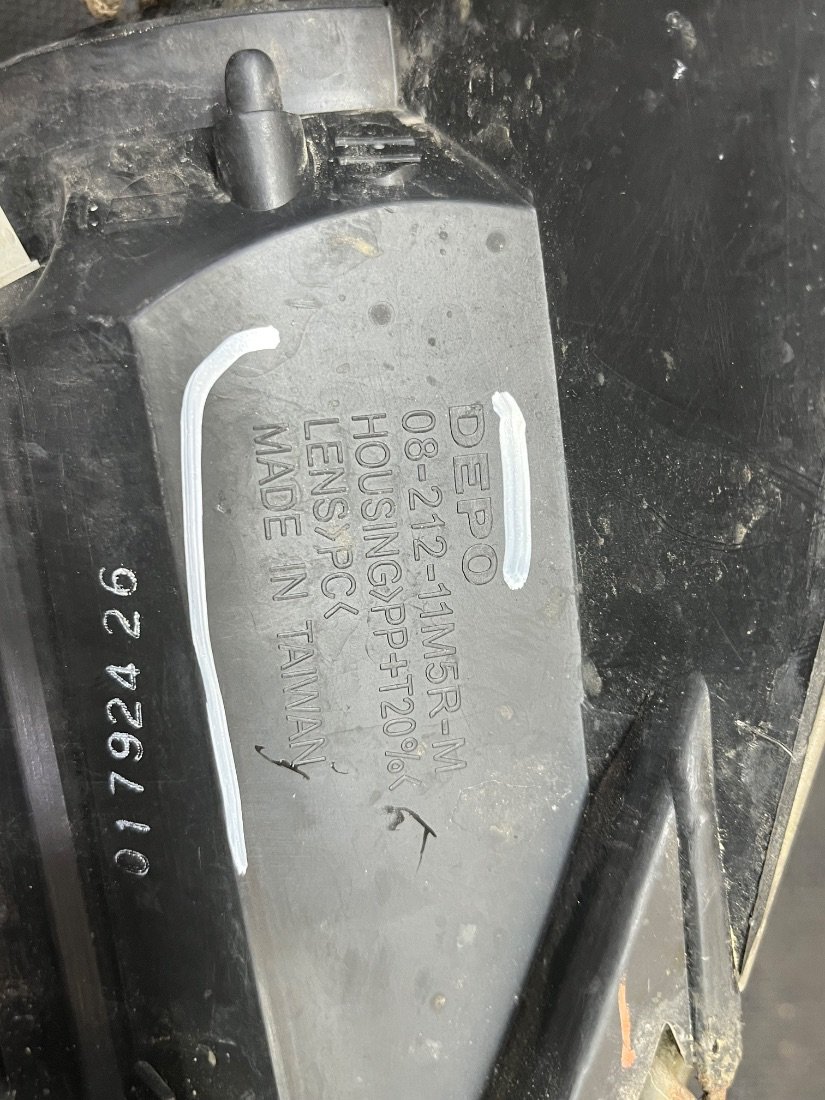 DEPO
08-212-11M5R-M
HOUSING>PP+T20%<
LENS>PC<
MADE IN TAIWAN
01792426